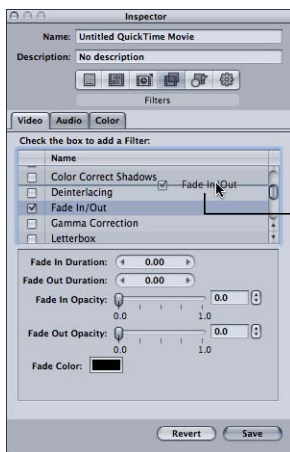 Inspector
Name: Untitled QuickTime Movie
Description: No description
Filters
Video Audio Color
Check the box to add a Filter:
Name
Color Correct Shadows
Fade In/Out
Deinterlacing
Fade In/Out
Gamma Correction
Letterbox
Fade In Duration: 0.00
Fade Out Duration: 0.00
Fade In Opacity: 0.0
0.0 1.0
Fade Out Opacity: 0.0
0.0 1.0
Fade Color:
Revert Save